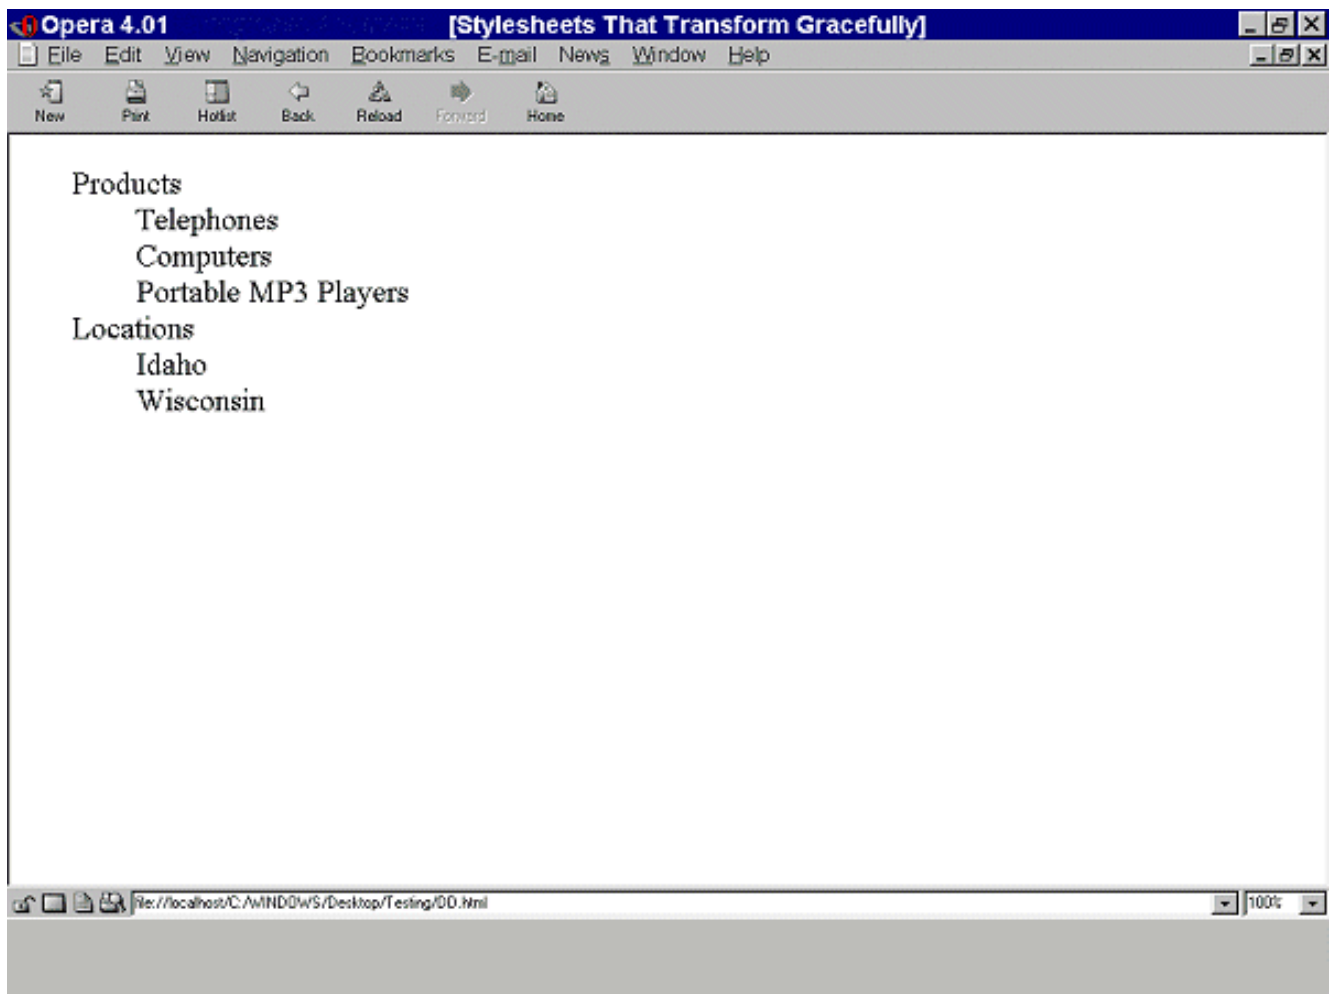 Opera 4.01 [Stylesheets That Transform Gracefully]
File Edit View Navigation Bookmarks E-mail News Window Help
New Print Hotlist Back Reload Forward Home
Products
Telephones
Computers
Portable MP3 Players
Locations
Idaho
Wisconsin
file://localhost/C:/WINDOWS/Desktop/Testing/DD.html 100%